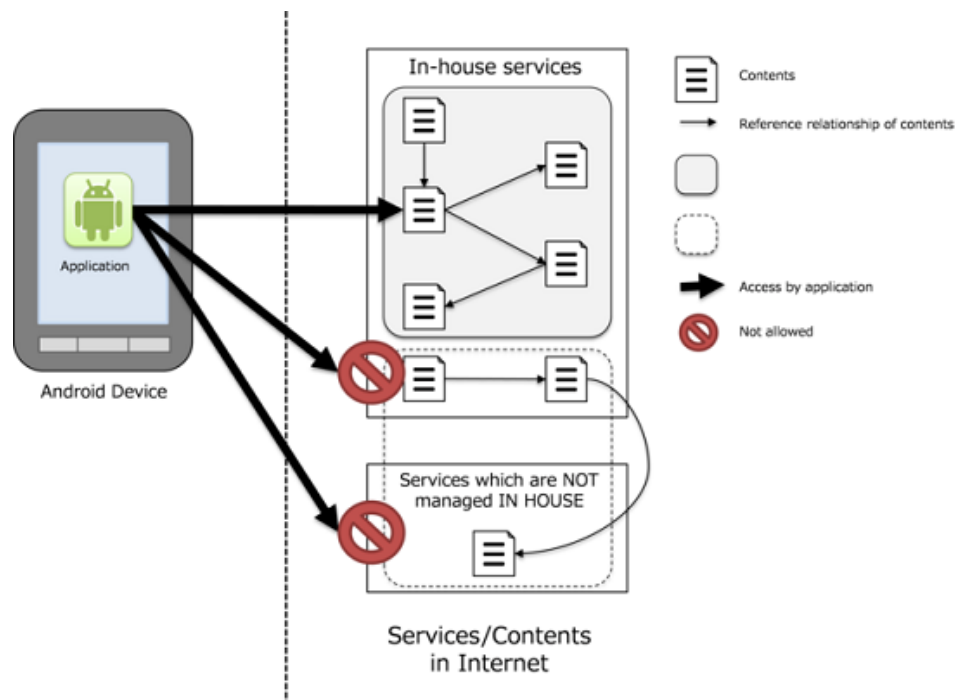 In-house services
Contents
Reference relationship of contents
Application
Access by application
Not allowed
Android Device
Services which are NOT
managed IN HOUSE
Services/Contents
in Internet